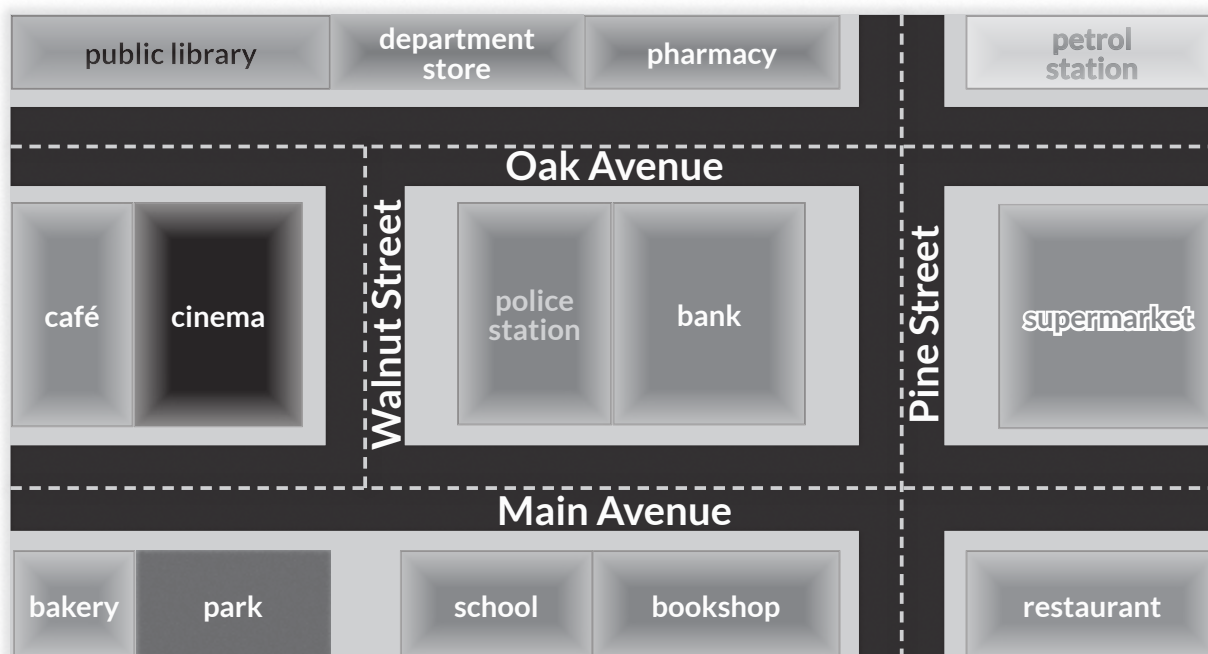 public library
department
store
pharmacy
petrol
station
Oak Avenue
café
cinema
Walnut Street
police
station
bank
Pine Street
supermarket
Main Avenue
bakery
park
school
bookshop
restaurant